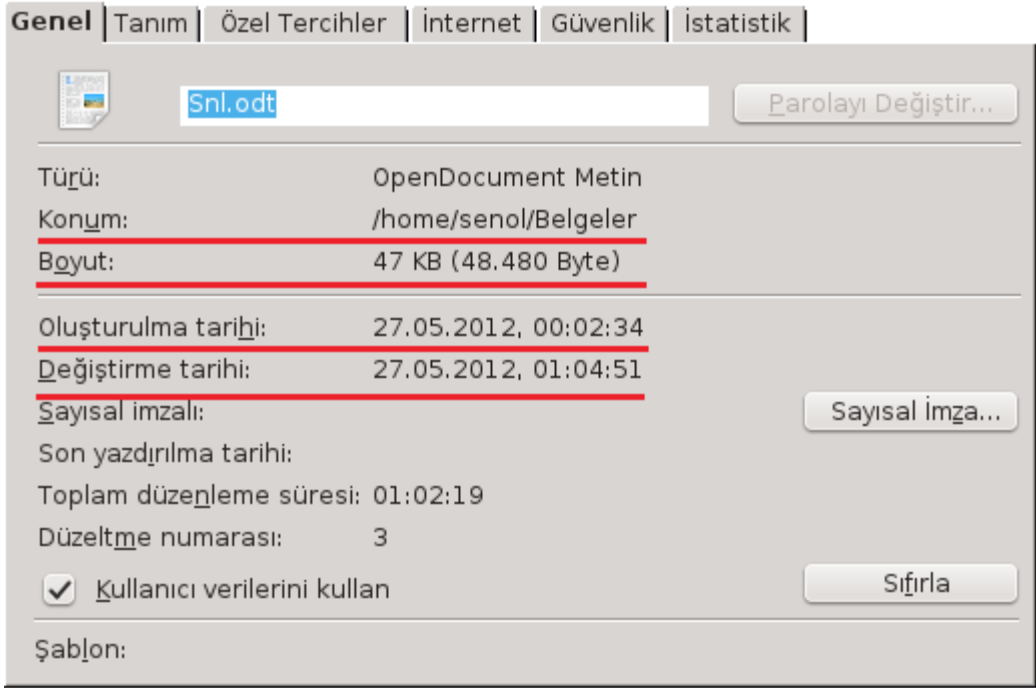 Genel Tanım Özel Tercihler İnternet Güvenlik İstatistik
Snl.odt Parolayı Değiştir...
Türü: OpenDocument Metin
Konum: /home/senol/Belgeler
Boyut: 47 KB (48.480 Byte)
Oluşturulma tarihi: 27.05.2012, 00:02:34
Değiştirme tarihi: 27.05.2012, 01:04:51
Sayısal imzalı: Sayısal İmza...
Son yazdırılma tarihi:
Toplam düzenleme süresi: 01:02:19
Düzeltme numarası: 3
Kullanıcı verilerini kullan Sıfırla
Şablon: